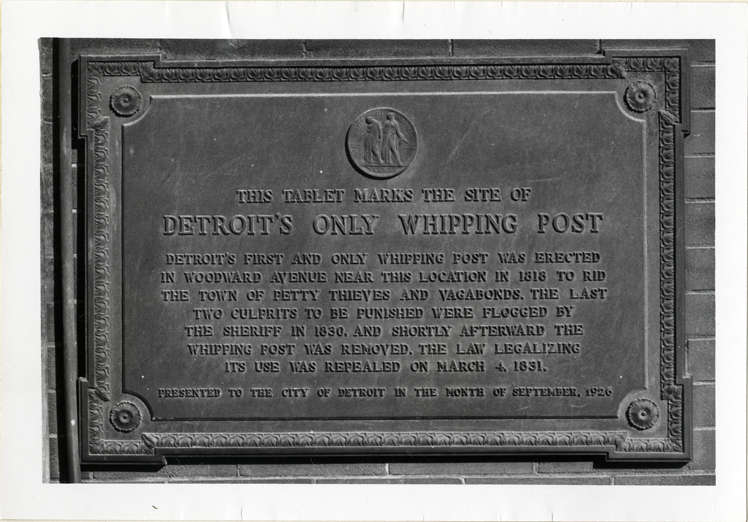 THIS TABLET MARKS THE SITE OF
DETROIT'S ONLY WHIPPING POST
DETROIT'S FIRST AND ONLY WHIPPING POST WAS ERECTED
IN WOODWARD AVENUE NEAR THIS LOCATION IN 1818 TO RID
THE TOWN OF PETTY THIEVES AND VAGABONDS. THE LAST
TWO CULPRITS TO BE PUNISHED WERE FLOGGED BY
THE SHERIFF IN 1830, AND SHORTLY AFTERWARD THE
WHIPPING POST WAS REMOVED. THE LAW LEGALIZING
ITS USE WAS REPEALED ON MARCH 4, 1831.
PRESENTED TO THE CITY OF DETROIT IN THE MONTH OF SEPTEMBER, 1926